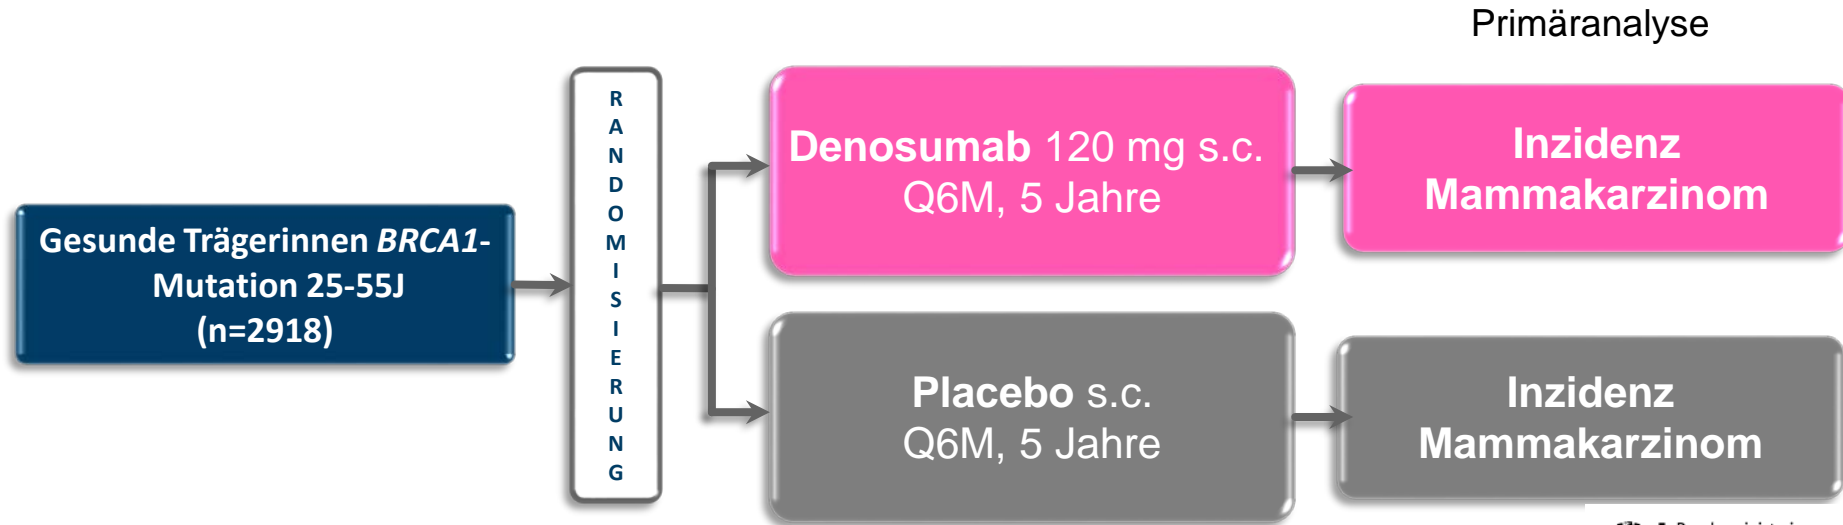 Primäranalyse
Gesunde Trägerinnen BRCA1-
Mutation 25-55J
(n=2918)
RANDOMISIERUNG
Denosumab 120 mg s.c.
Q6M, 5 Jahre
Inzidenz
Mammakarzinom
Placebo s.c.
Q6M, 5 Jahre
Inzidenz
Mammakarzinom